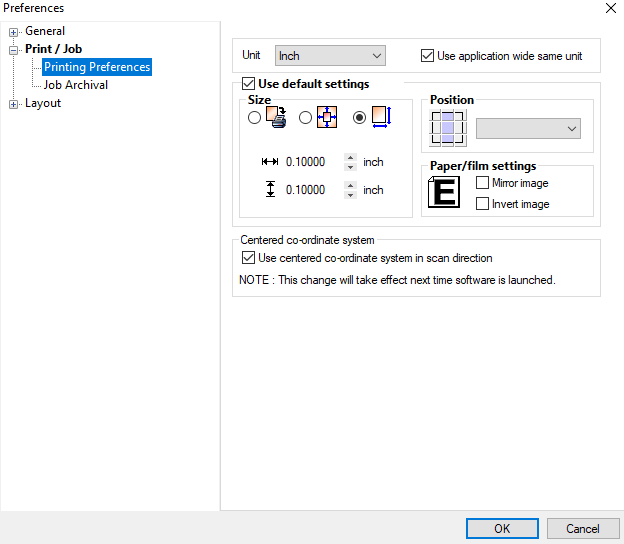 Preferences
General
Print / Job
Printing Preferences
Job Archival
Layout
Unit Inch Use application wide same unit
Use default settings
Size
0.10000 inch
0.10000 inch
Position
Paper/film settings
E
Mirror image
Invert image
Centered co-ordinate system
Use centered co-ordinate system in scan direction
NOTE : This change will take effect next time software is launched.
OK Cancel